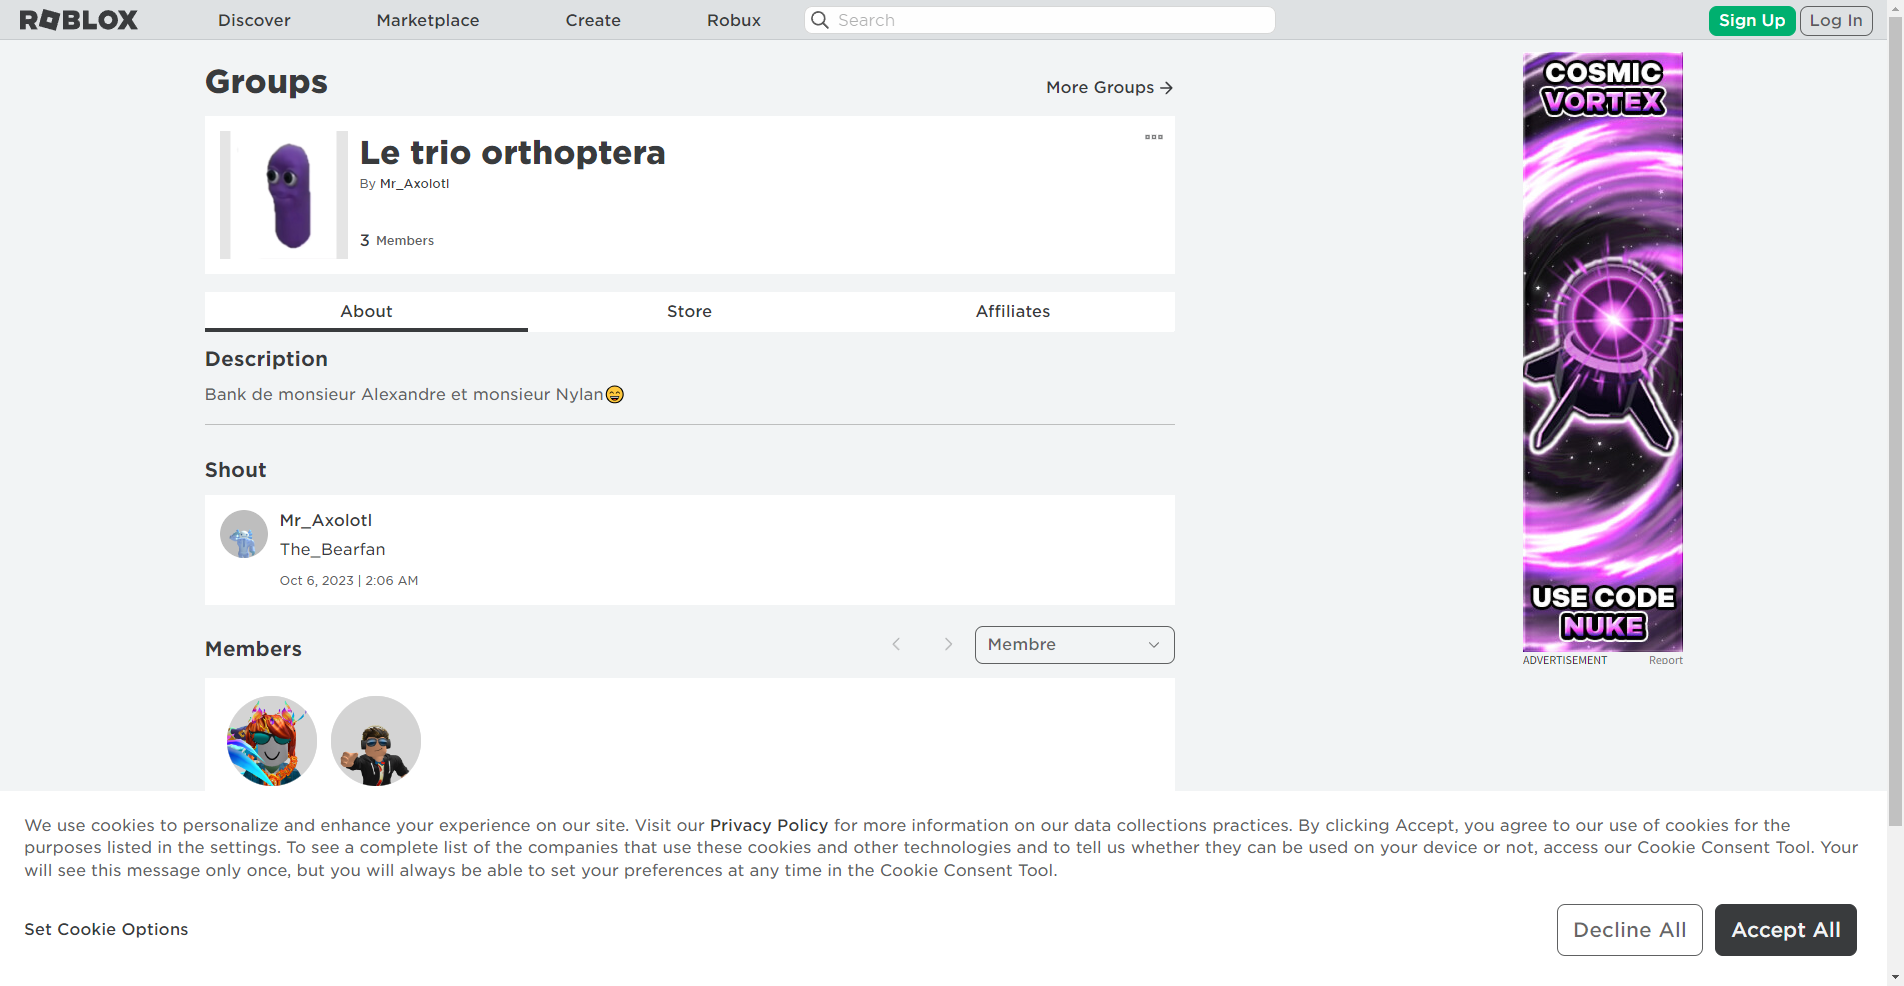 ROBLOX
Discover
Marketplace
Create
Robux
Search
Sign Up
Log In
Groups
More Groups →
Le trio orthoptera
By Mr_Axolotl
3 Members
About
Store
Affiliates
Description
Bank de monsieur Alexandre et monsieur Nylan😄
Shout
Mr_Axolotl
The_Bearfan
Oct 6, 2023 | 2:06 AM
Members
Membre
COSMIC
VORTEX
USE CODE
NUKE
ADVERTISEMENT
Report
We use cookies to personalize and enhance your experience on our site. Visit our Privacy Policy for more information on our data collections practices. By clicking Accept, you agree to our use of cookies for the
purposes listed in the settings. To see a complete list of the companies that use these cookies and other technologies and to tell us whether they can be used on your device or not, access our Cookie Consent Tool. Your
will see this message only once, but you will always be able to set your preferences at any time in the Cookie Consent Tool.
Set Cookie Options
Decline All
Accept All